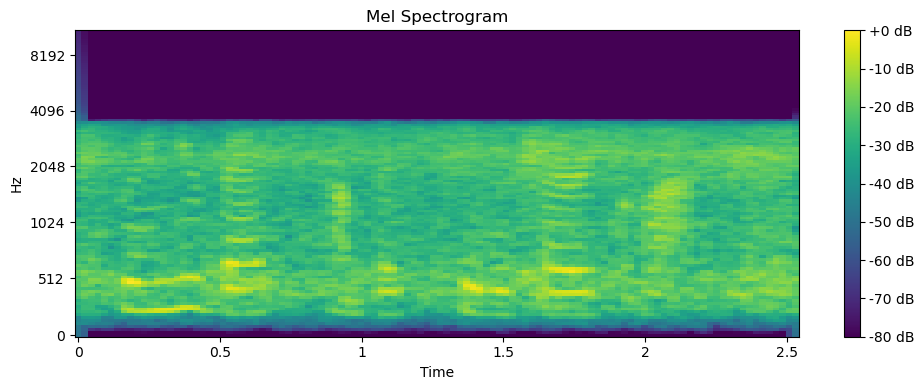 Mel Spectrogram
8192
4096
2048
1024
512
0
Hz
0
0.5
1
1.5
2
2.5
Time
+0 dB
-10 dB
-20 dB
-30 dB
-40 dB
-50 dB
-60 dB
-70 dB
-80 dB